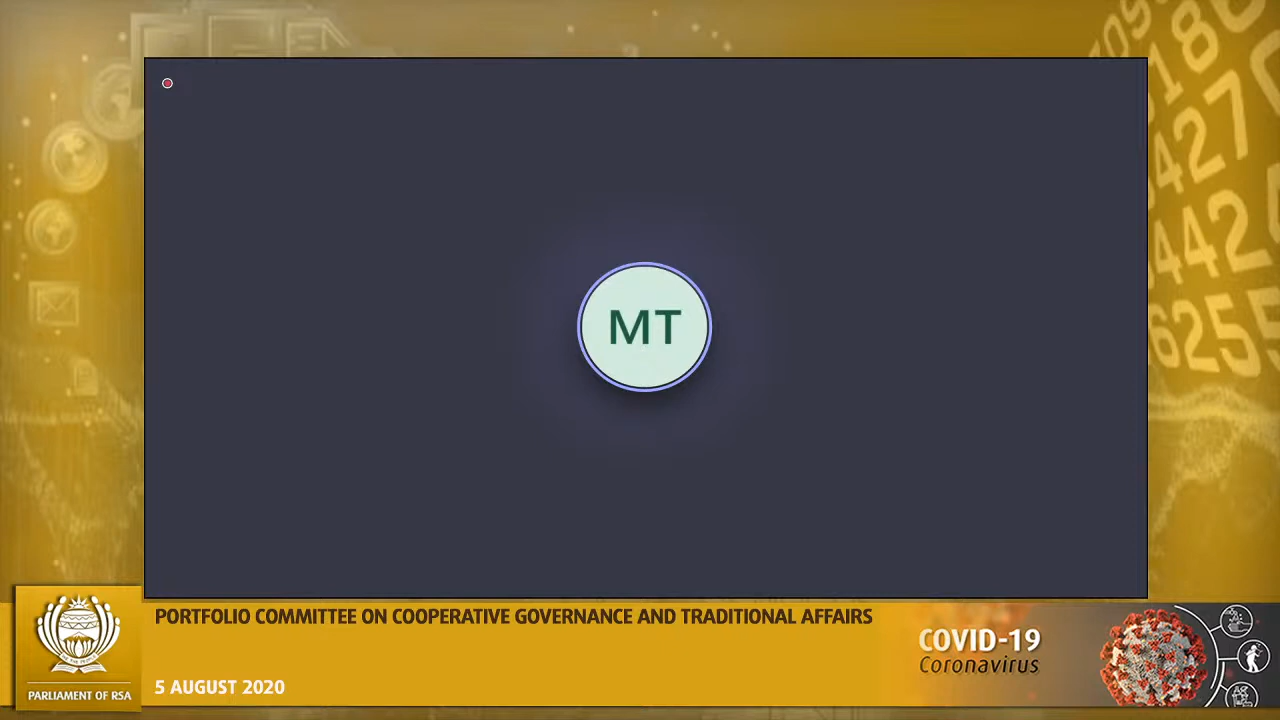 MT
PORTFOLIO COMMITTEE ON COOPERATIVE GOVERNANCE AND TRADITIONAL AFFAIRS
COVID-19
Coronavirus
PARLIAMENT OF RSA
5 AUGUST 2020